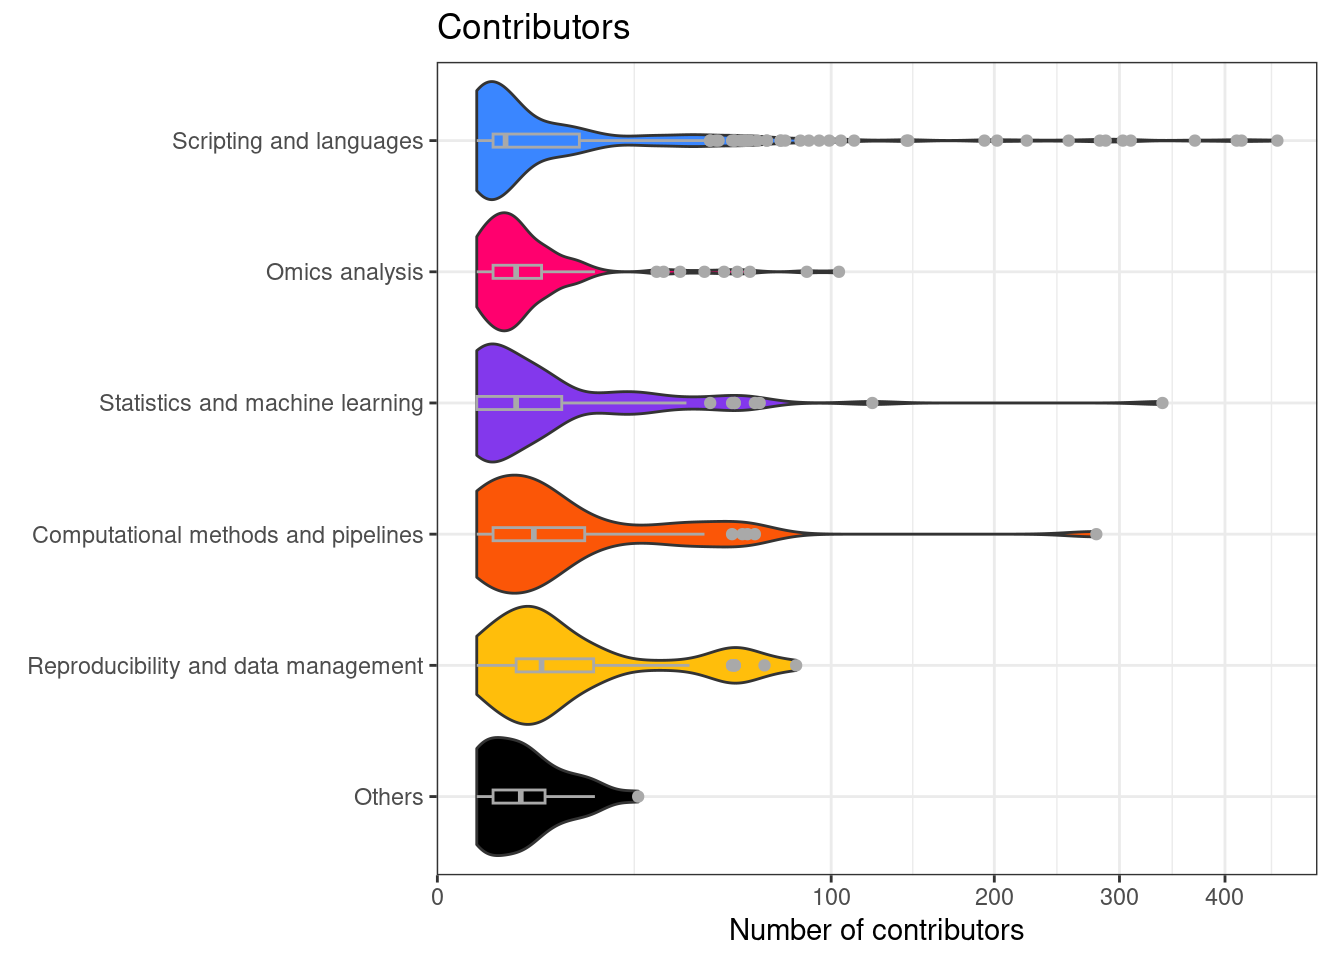 Contributors
Scripting and languages
Omics analysis
Statistics and machine learning
Computational methods and pipelines
Reproducibility and data management
Others
0 100 200 300 400
Number of contributors